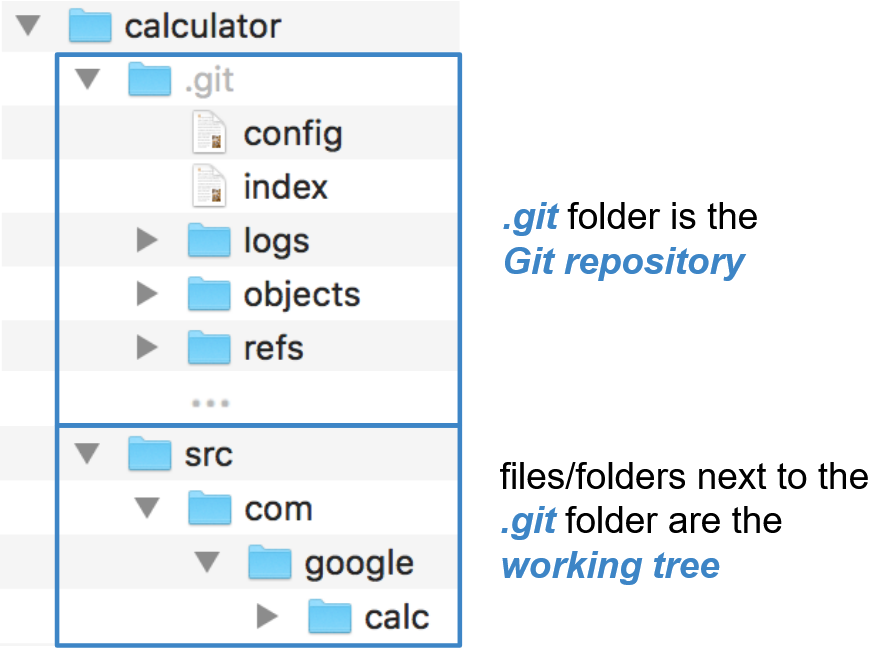 calculator
.git
config
index
logs
objects
refs
...
src
com
google
calc
.git folder is the
Git repository
files/folders next to the
.git folder are the
working tree